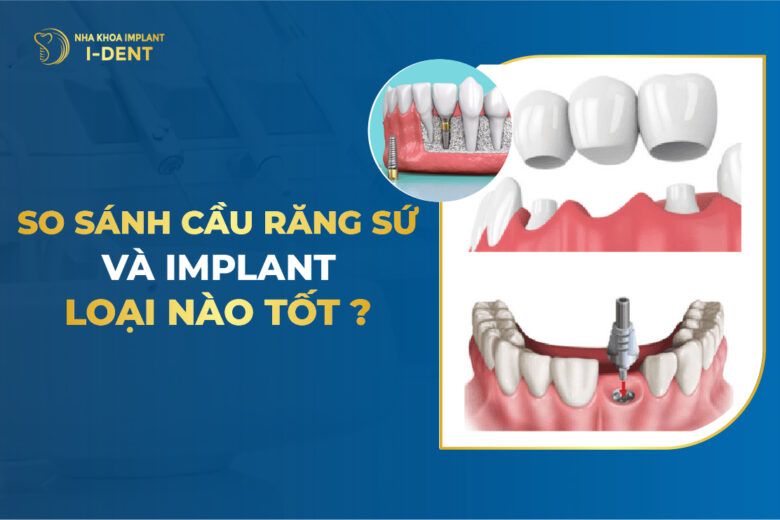 NHA KHOA IMPLANT
I-DENT
SO SÁNH CẦU RĂNG SỨ
VÀ IMPLANT
LOẠI NÀO TỐT ?